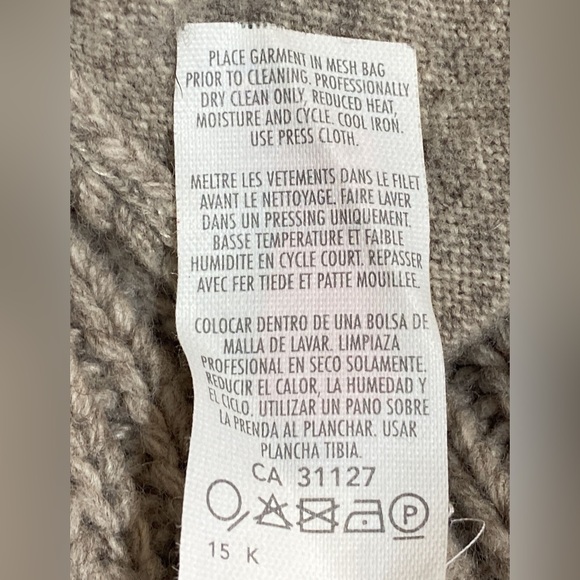 PLACE GARMENT IN MESH BAG
PRIOR TO CLEANING. PROFESSIONALLY
DRY CLEAN ONLY, REDUCED HEAT,
MOISTURE AND CYCLE. COOL IRON.
USE PRESS CLOTH.
MELTRE LES VETEMENTS DANS LE FILET
AVANT LE NETTOYAGE. FAIRE LAVER
DANS UN PRESSING UNIQUEMENT.
BASSE TEMPERATURE ET FAIBLE
HUMIDITE EN CYCLE COURT. REPASSER
AVEC FER TIEDE ET PATTE MOUILLEE.
COLOCAR DENTRO DE UNA BOLSA DE
MALLA DE LAVAR. LIMPIAZA
PROFESIONAL EN SECO SOLAMENTE.
REDUCIR EL CALOR, LA HUMEDAD Y
EL CICLO. UTILIZAR UN PANO SOBRE
LA PRENDA AL PLANCHAR. USAR
PLANCHA TIBIA.
CA 31127
P
15 K